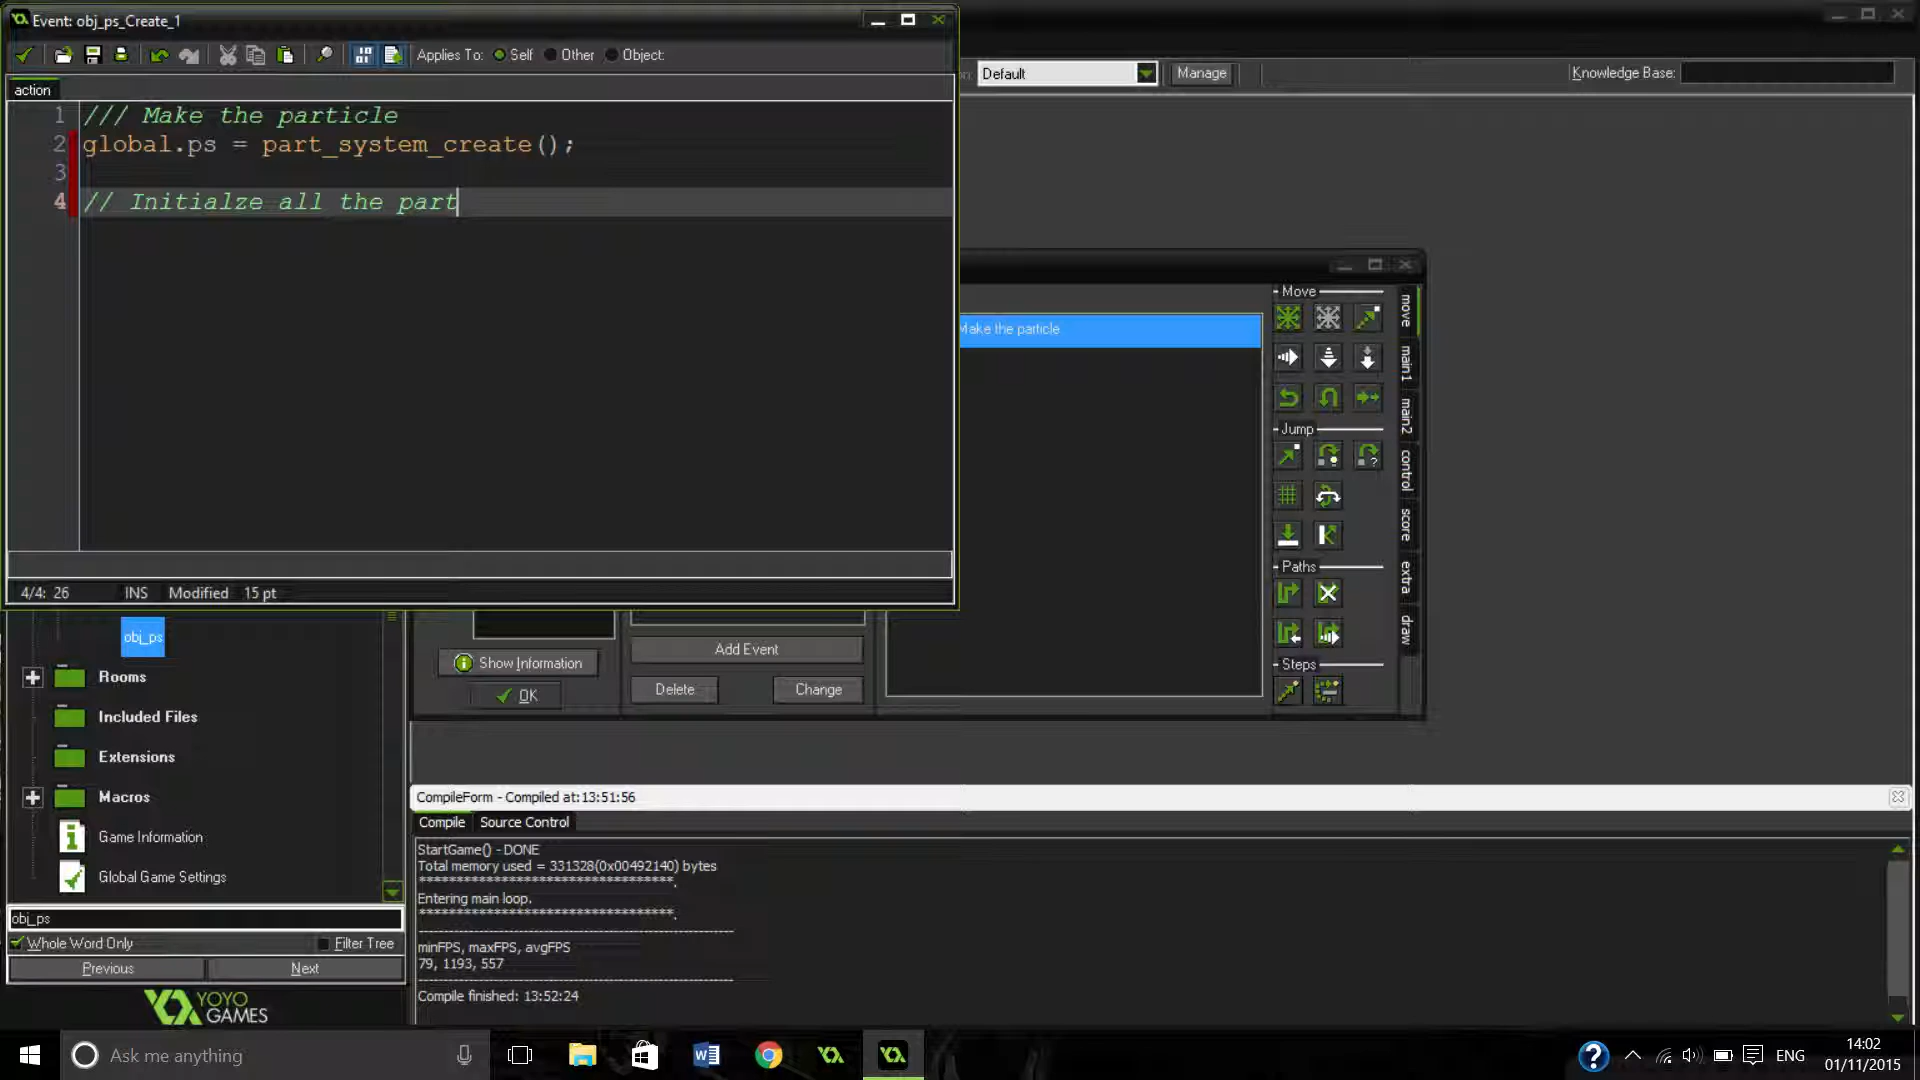 Event: obj_ps_Create_1
Applies To: Self Other Object:
Default
Manage
Knowledge Base:
action
1 /// Make the particle
2 global.ps = part_system_create();
3
4 // Initialze all the part
4/4: 26 INS Modified 15 pt
Make the particle
Move
Jump
Paths
Steps
move
main1
main2
control
score
extra
draw
obj_ps
Rooms
Included Files
Extensions
Macros
Game Information
Global Game Settings
obj_ps
Whole Word Only Filter Tree
Previous Next
YOYO
GAMES
Show Information
OK
Add Event
Delete
Change
CompileForm - Compiled at:13:51:56
Compile Source Control
StartGame() - DONE
Total memory used = 331328(0x00492140) bytes
Entering main loop.
minFPS, maxFPS, avgFPS
79, 1193, 557
Compile finished: 13:52:24
Ask me anything
ENG
14:02
01/11/2015